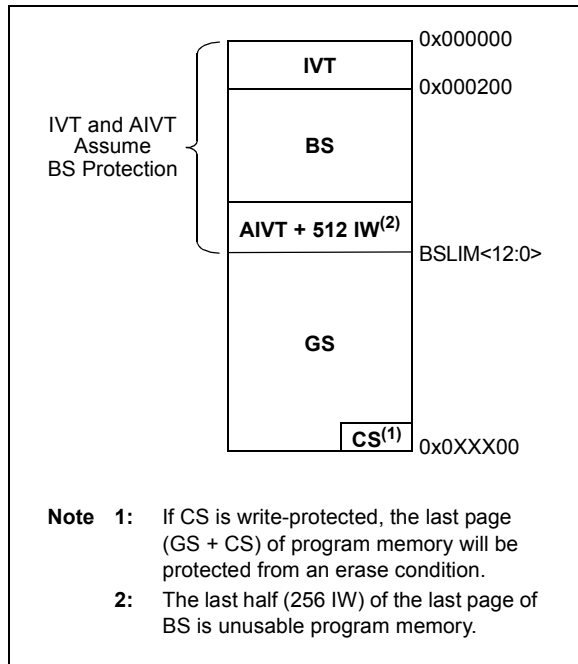 0x000000
IVT
0x000200
IVT and AIVT
Assume
BS Protection
BS
AIVT + 512 IW(2)
BSLIM<12:0>
GS
CS(1)
0x0XXX00
Note 1: If CS is write-protected, the last page
(GS + CS) of program memory will be
protected from an erase condition.
2: The last half (256 IW) of the last page of
BS is unusable program memory.